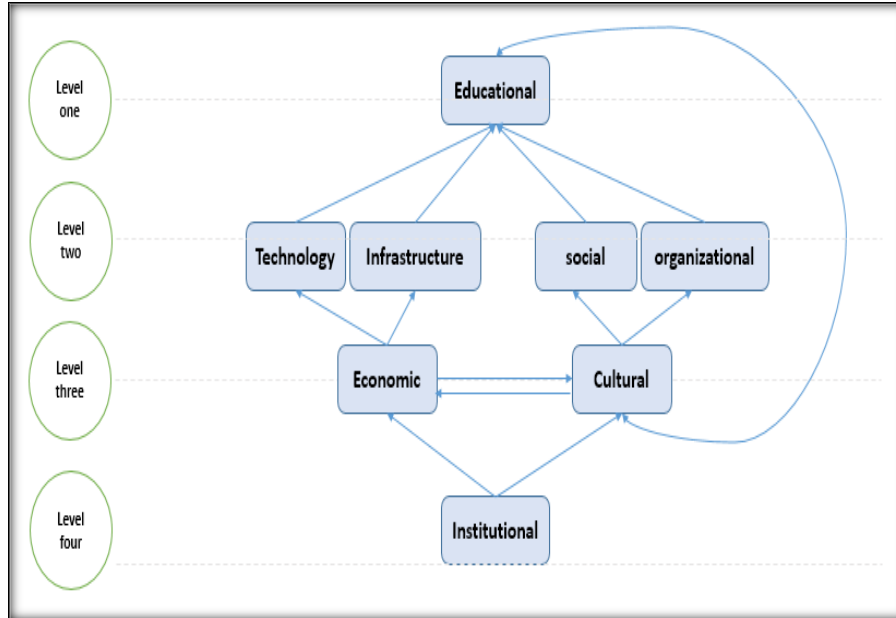 Level
one
Educational
Level
two
Technology
Infrastructure
social
organizational
Level
three
Economic
Cultural
Level
four
Institutional